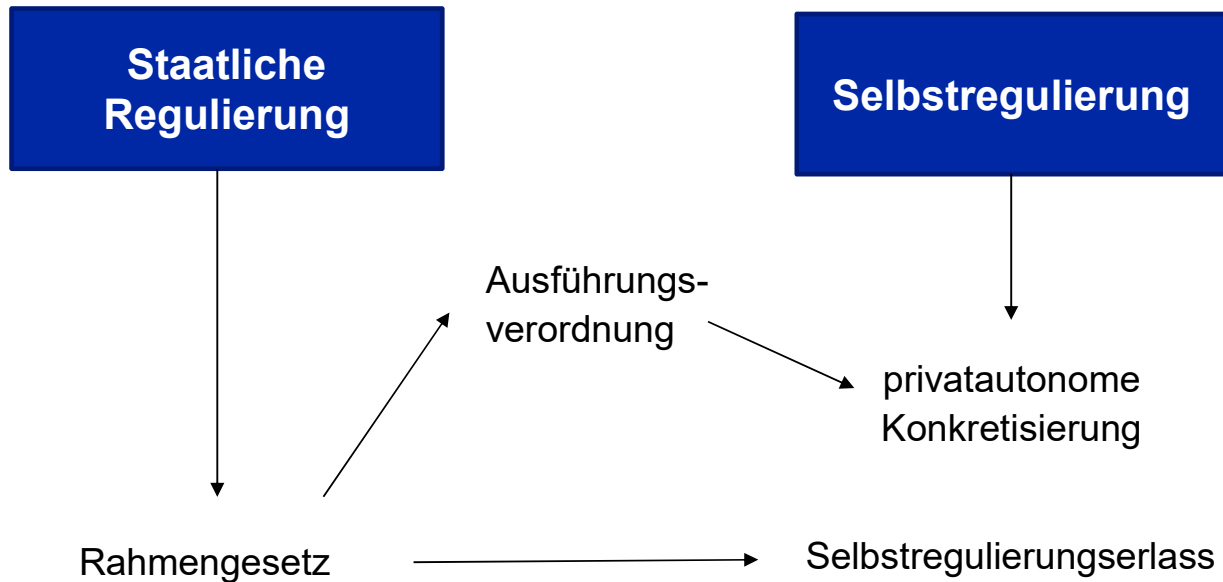 Staatliche
Regulierung
Selbstregulierung
Ausführungs-
verordnung
privatautonome
Konkretisierung
Rahmengesetz
Selbstregulierungserlass